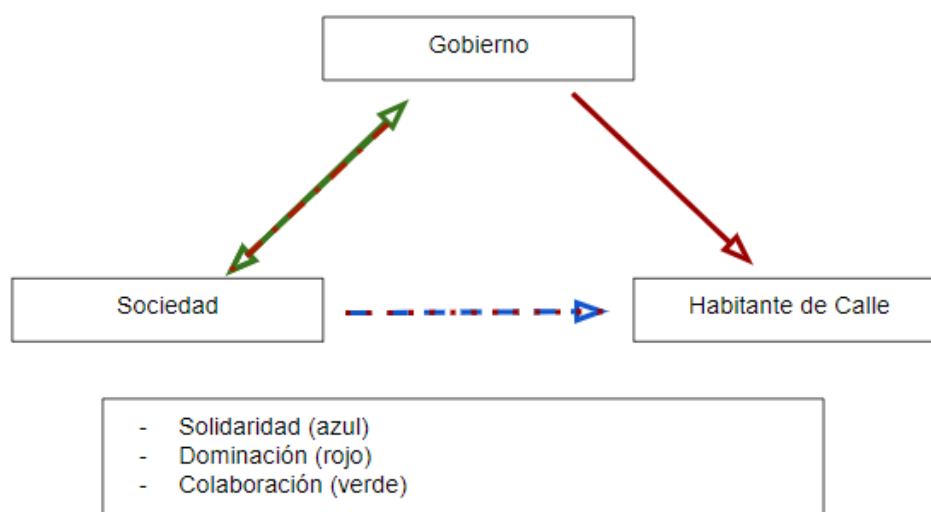 Gobierno
Sociedad
Habitante de Calle
- Solidaridad (azul)
- Dominación (rojo)
- Colaboración (verde)